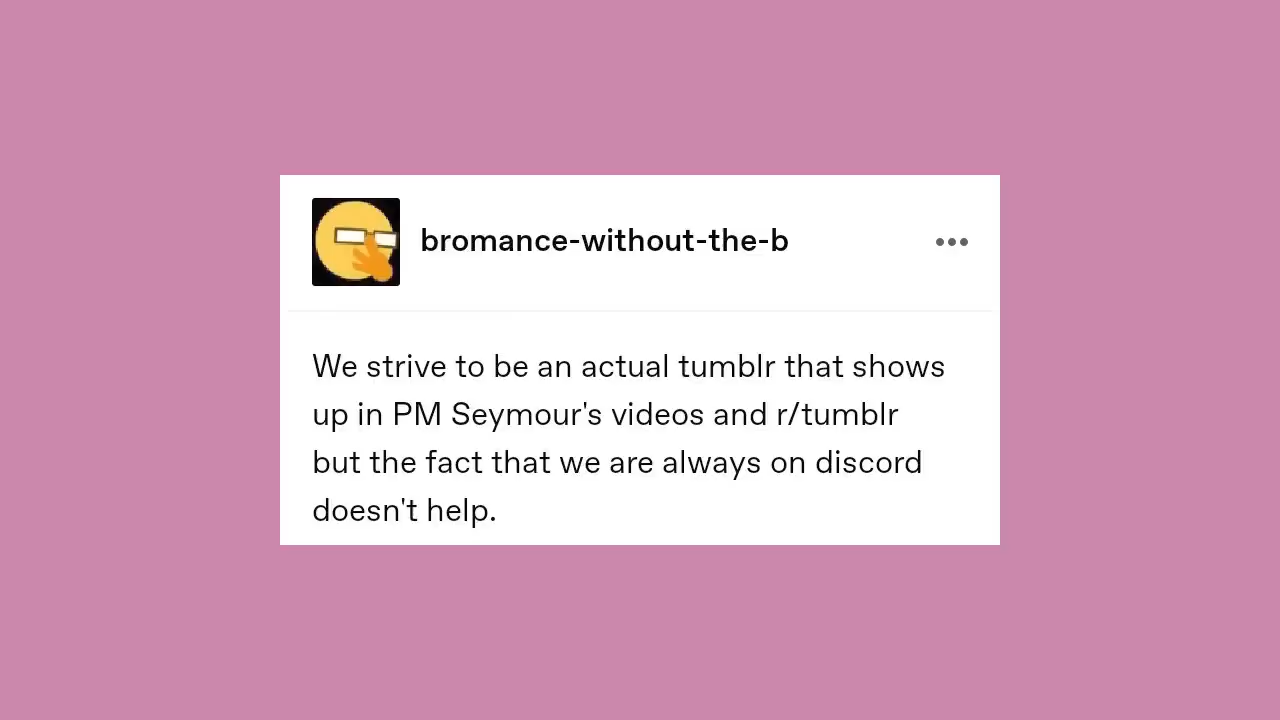 bromance-without-the-b
We strive to be an actual tumblr that shows
up in PM Seymour's videos and r/tumblr
but the fact that we are always on discord
doesn't help.